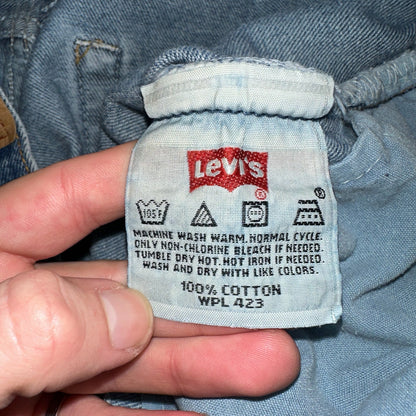 Levi's
®
105F
®
MACHINE WASH WARM. NORMAL CYCLE.
ONLY NON-CHLORINE BLEACH IF NEEDED.
TUMBLE DRY HOT. HOT IRON IF NEEDED.
WASH AND DRY WITH LIKE COLORS.
100% COTTON
WPL 423